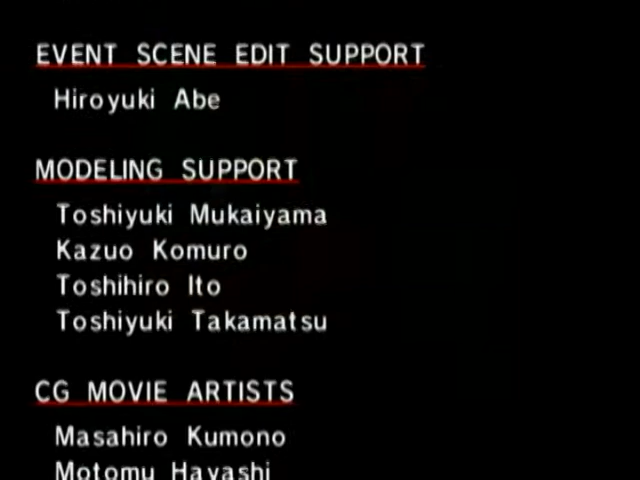 EVENT SCENE EDIT SUPPORT
Hiroyuki Abe
MODELING SUPPORT
Toshiyuki Mukaiyama
Kazuo Komuro
Toshihiro Ito
Toshiyuki Takamatsu
CG MOVIE ARTISTS
Masahiro Kumono
Motomu Hayashi